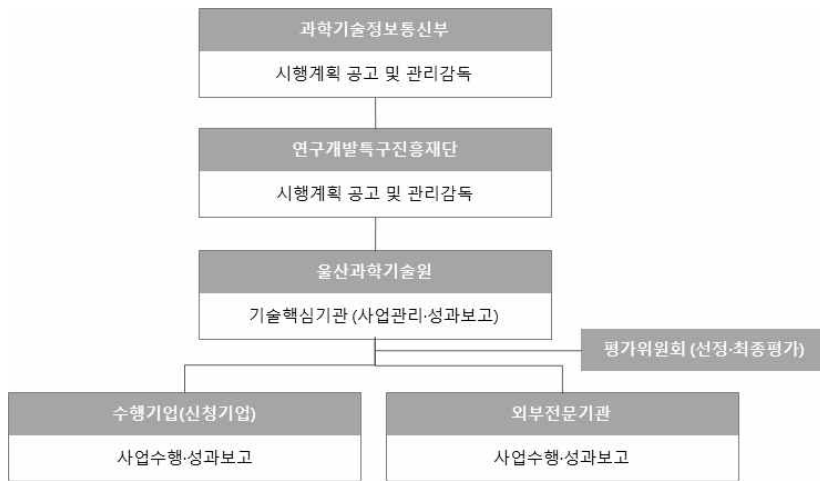 과학기술정보통신부
시행계획 공고 및 관리감독
연구개발특구진흥재단
시행계획 공고 및 관리감독
울산과학기술원
기술핵심기관 (사업관리·성과보고)
평가위원회 (선정·최종평가)
수행기업(신청기업)
사업수행·성과보고
외부전문기관
사업수행·성과보고